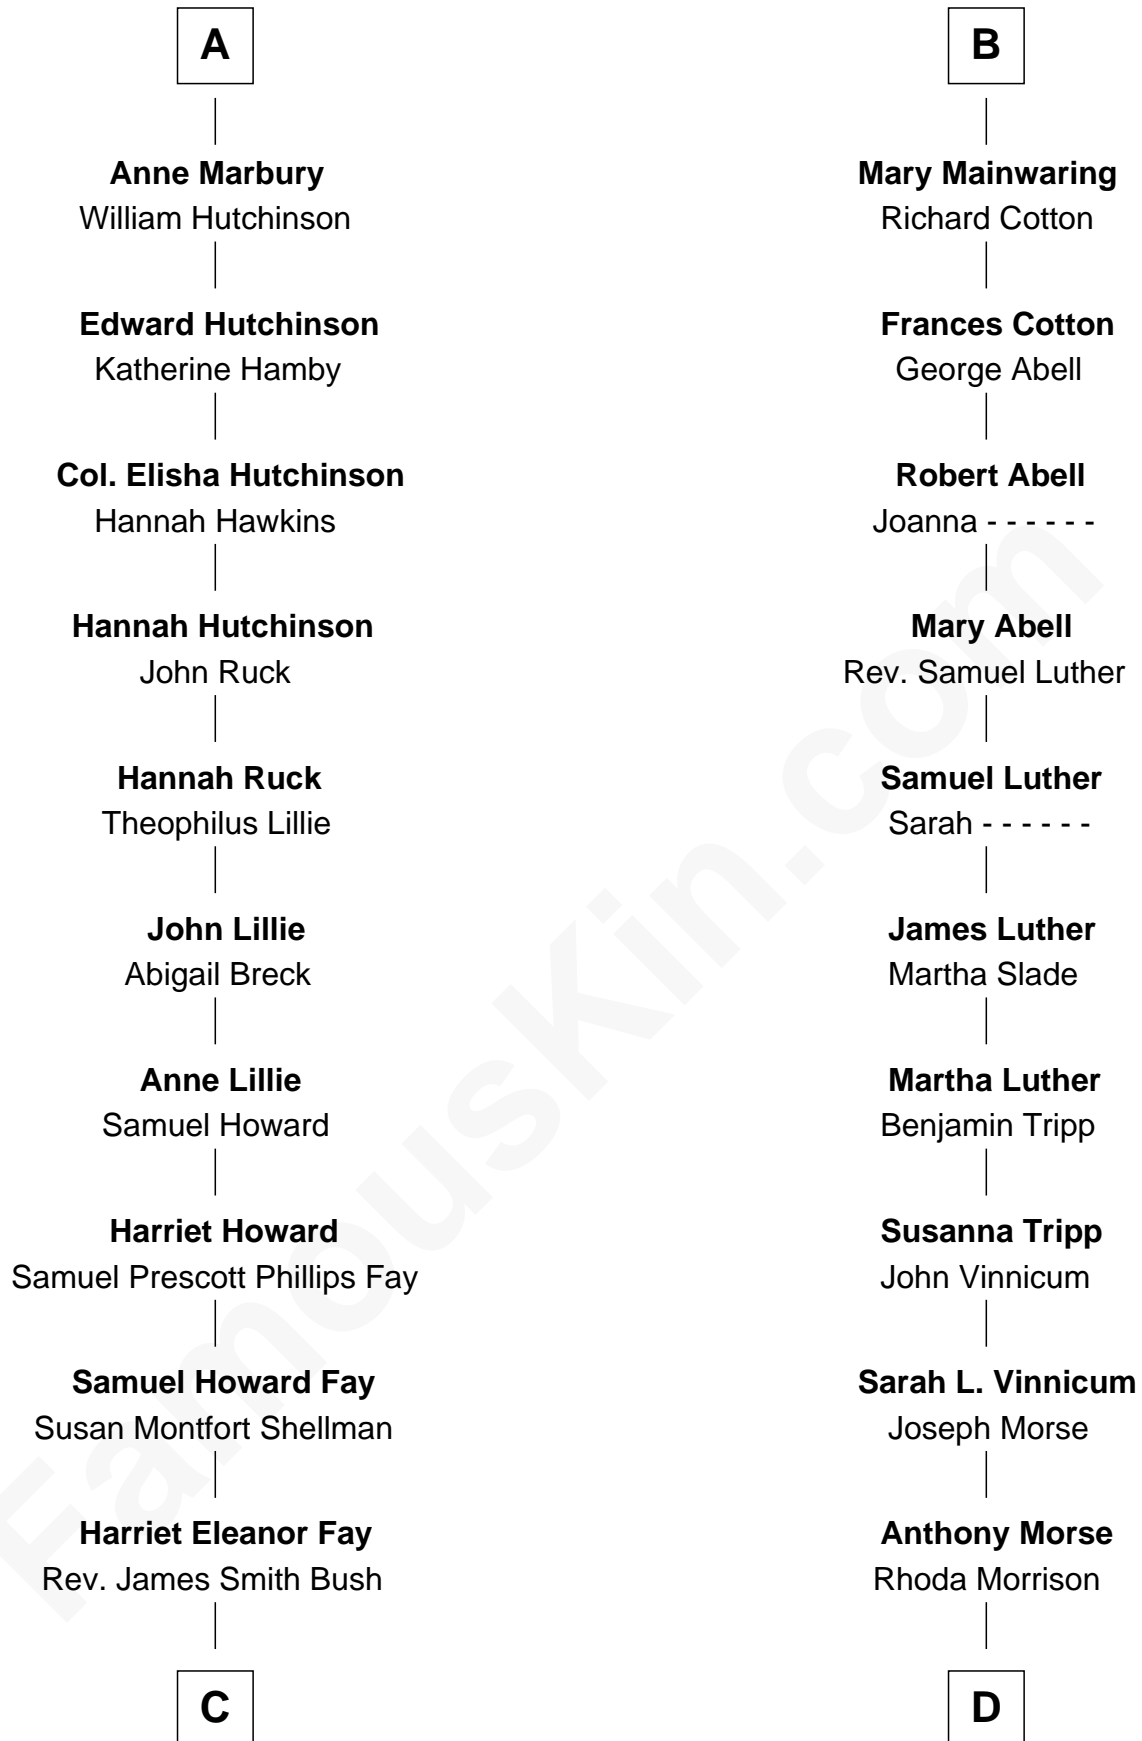 A
Anne Marbury
William Hutchinson
Edward Hutchinson
Katherine Hamby
Col. Elisha Hutchinson
Hannah Hawkins
Hannah Hutchinson
John Ruck
Hannah Ruck
Theophilus Lillie
John Lillie
Abigail Breck
Anne Lillie
Samuel Howard
Harriet Howard
Samuel Prescott Phillips Fay
Samuel Howard Fay
Susan Montfort Shellman
Harriet Eleanor Fay
Rev. James Smith Bush
C
B
Mary Mainwaring
Richard Cotton
Frances Cotton
George Abell
Robert Abell
Joanna - - - - - -
Mary Abell
Rev. Samuel Luther
Samuel Luther
Sarah - - - - - -
James Luther
Martha Slade
Martha Luther
Benjamin Tripp
Susanna Tripp
John Vinnicum
Sarah L. Vinnicum
Joseph Morse
Anthony Morse
Rhoda Morrison
D
FamousKin.com